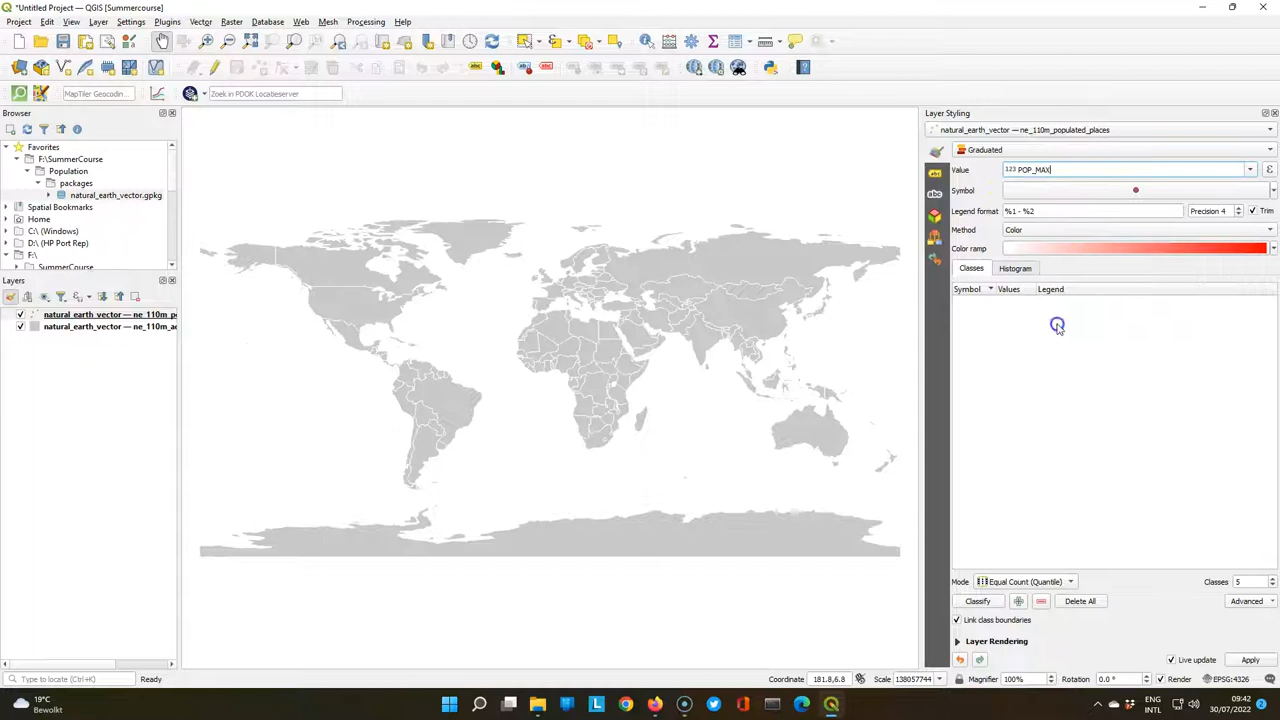 *Untitled Project — QGIS [Summercourse]
Project Edit View Layer Settings Plugins Vector Raster Database Web Mesh Processing Help
MapTiler Geocodin... Zoek in PDOK Locatieserver
Browser
Favorites
F:\SummerCourse
Population
packages
natural_earth_vector.gpkg
Spatial Bookmarks
Home
C:\ (Windows)
D:\ (HP Port Rep)
F:\
SummerCourse
Layers
natural_earth_vector — ne_110m_p
natural_earth_vector — ne_110m_ac
Layer Styling
natural_earth_vector — ne_110m_populated_places
Graduated
Value 123 POP_MAX
Symbol
Legend format %1 - %2 Precision 4 Trim
Method Color
Color ramp
Classes Histogram
Symbol Values Legend
Mode Equal Count (Quantile) Classes 5
Classify Delete All Advanced
Link class boundaries
Layer Rendering
Live update Apply
Type to locate (Ctrl+K) Ready Coordinate 181.8,6.8 Scale 138057744 Magnifier 100% Rotation 0.0 ° Render EPSG:4326
19°C
Bewolkt
ENG
INTL
09:42
30/07/2022
2